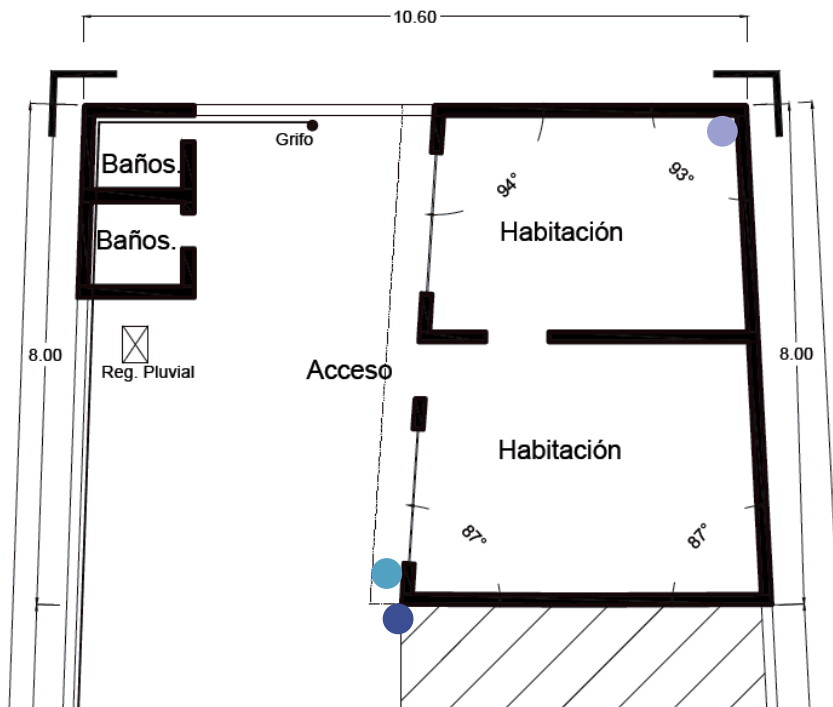 10.60
Grifo
Baños.
94°
93°
Baños.
Habitación
8.00
8.00
Reg. Pluvial
Acceso
Habitación
87°
87°